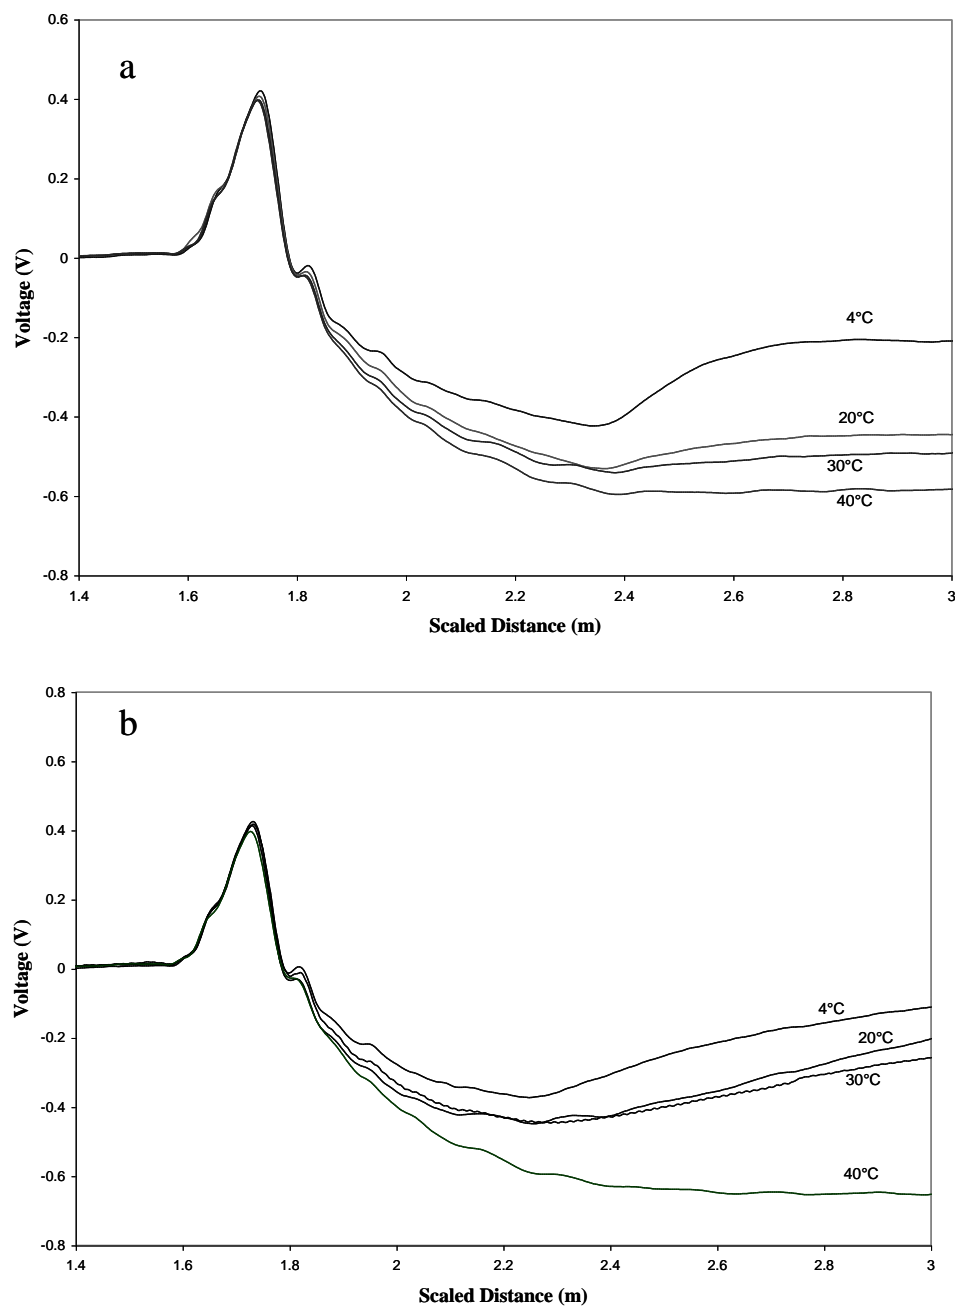 a
0.6
0.4
0.2
0
-0.2
-0.4
-0.6
-0.8
Voltage (V)
4°C
20°C
30°C
40°C
1.4 1.6 1.8 2 2.2 2.4 2.6 2.8 3
Scaled Distance (m)
b
0.8
0.6
0.4
0.2
0
-0.2
-0.4
-0.6
-0.8
Voltage (V)
4°C
20°C
30°C
40°C
1.4 1.6 1.8 2 2.2 2.4 2.6 2.8 3
Scaled Distance (m)